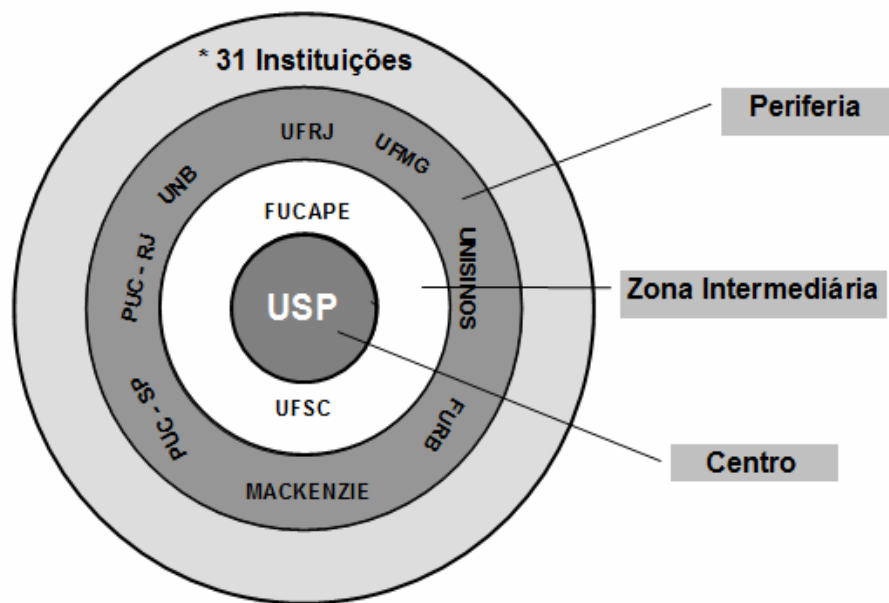 * 31 Instituições
Periferia
UFRJ
UFMG
UNB
FUCAPE
UNISINOS
PUC - RJ
Zona Intermediária
USP
UFSC
PUC - SP
FURB
Centro
MACKENZIE